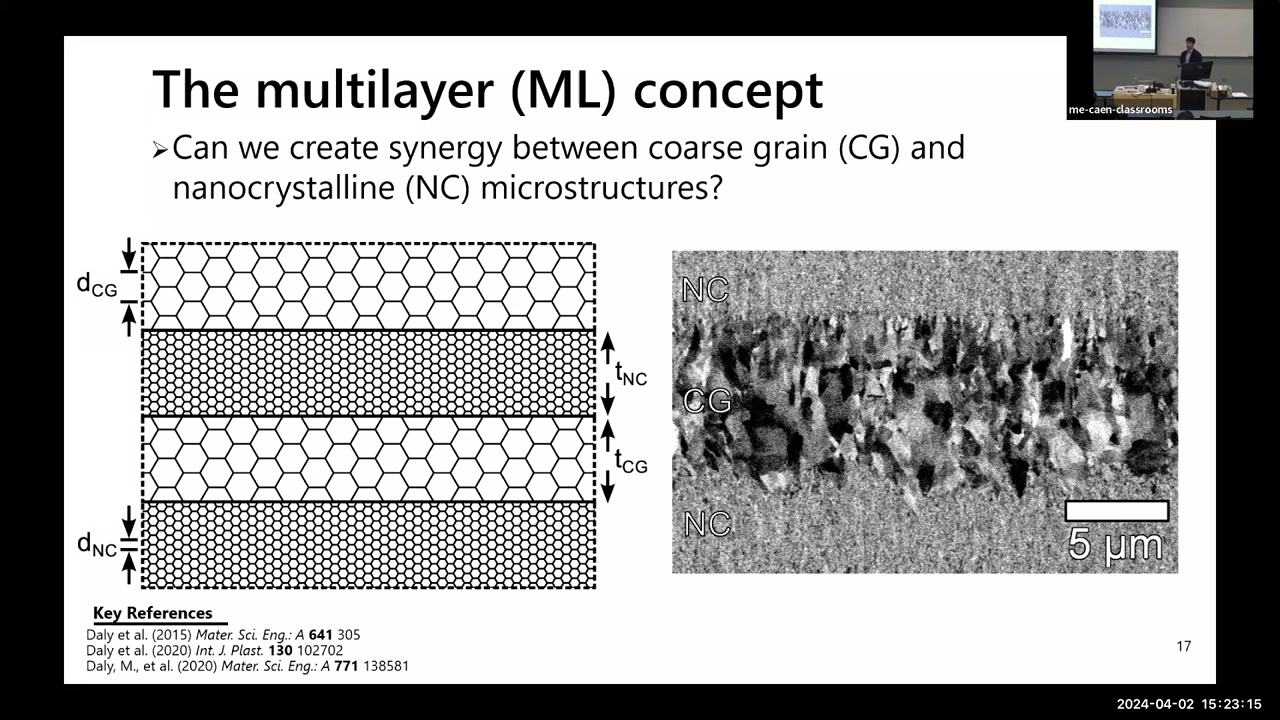 The multilayer (ML) concept
me-caen-classrooms
➢Can we create synergy between coarse grain (CG) and
nanocrystalline (NC) microstructures?
dCG
tNC
tCG
dNC
NC
CG
NC
5 μm
Key References
Daly et al. (2015) Mater. Sci. Eng.: A 641 305
Daly et al. (2020) Int. J. Plast. 130 102702
Daly, M., et al. (2020) Mater. Sci. Eng.: A 771 138581
17
2024-04-02 15:23:15